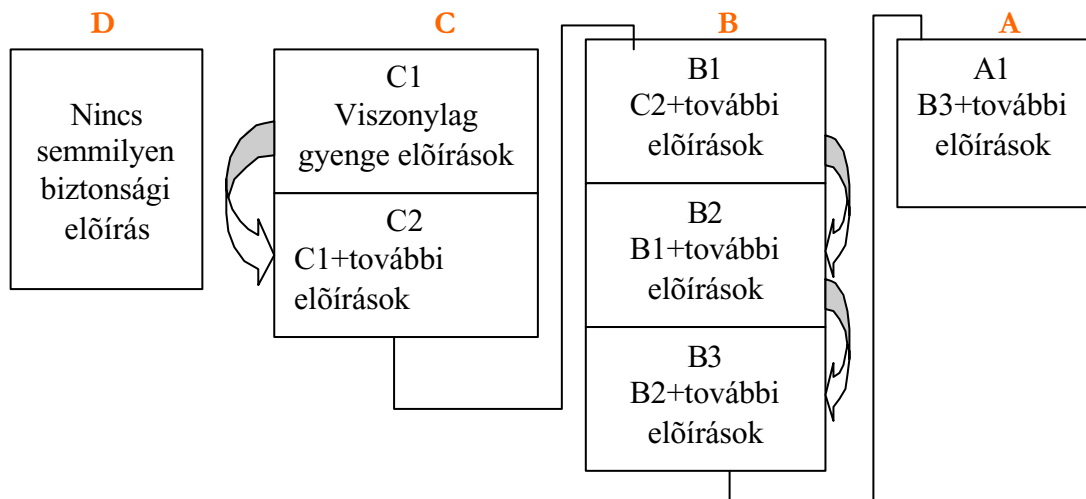 D
Nincs
semmilyen
biztonsági
elõírás
C
C1
Viszonylag
gyenge elõírások
C2
C1+további
elõírások
B
B1
C2+további
elõírások
B2
B1+további
elõírások
B3
B2+további
elõírások
A
A1
B3+további
elõírások